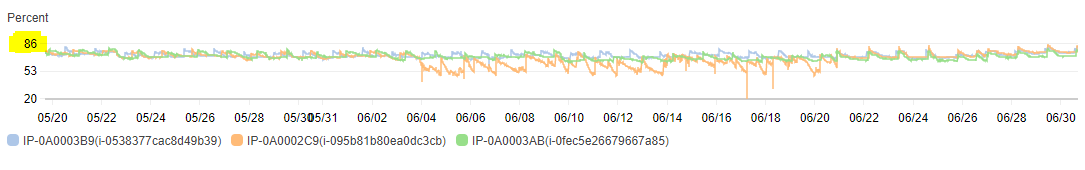 Percent
86
53
20
05/20 05/22 05/24 05/26 05/28 05/30 05/31 06/02 06/04 06/06 06/08 06/10 06/12 06/14 06/16 06/18 06/20 06/22 06/24 06/26 06/28 06/30
IP-0A0003B9(i-0538377cac8d49b39) IP-0A0002C9(i-095b81b80ea0dc3cb) IP-0A0003AB(i-0fec5e26679667a85)